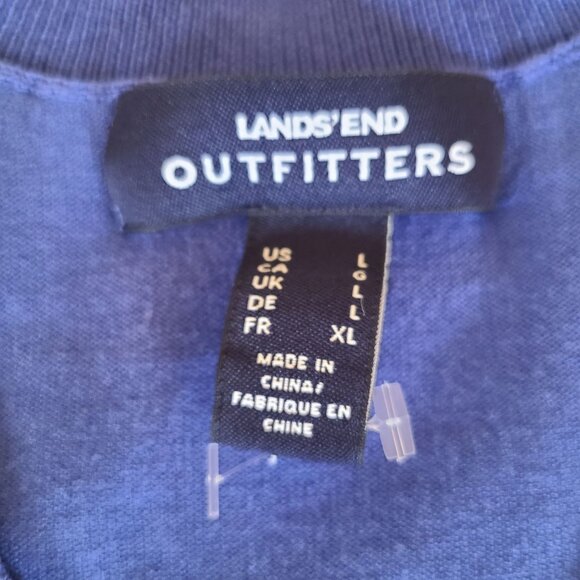 LANDS'END
OUTFITTERS
US L
CA G
UK L
DE L
FR XL
MADE IN
CHINA/
FABRIQUE EN
CHINE